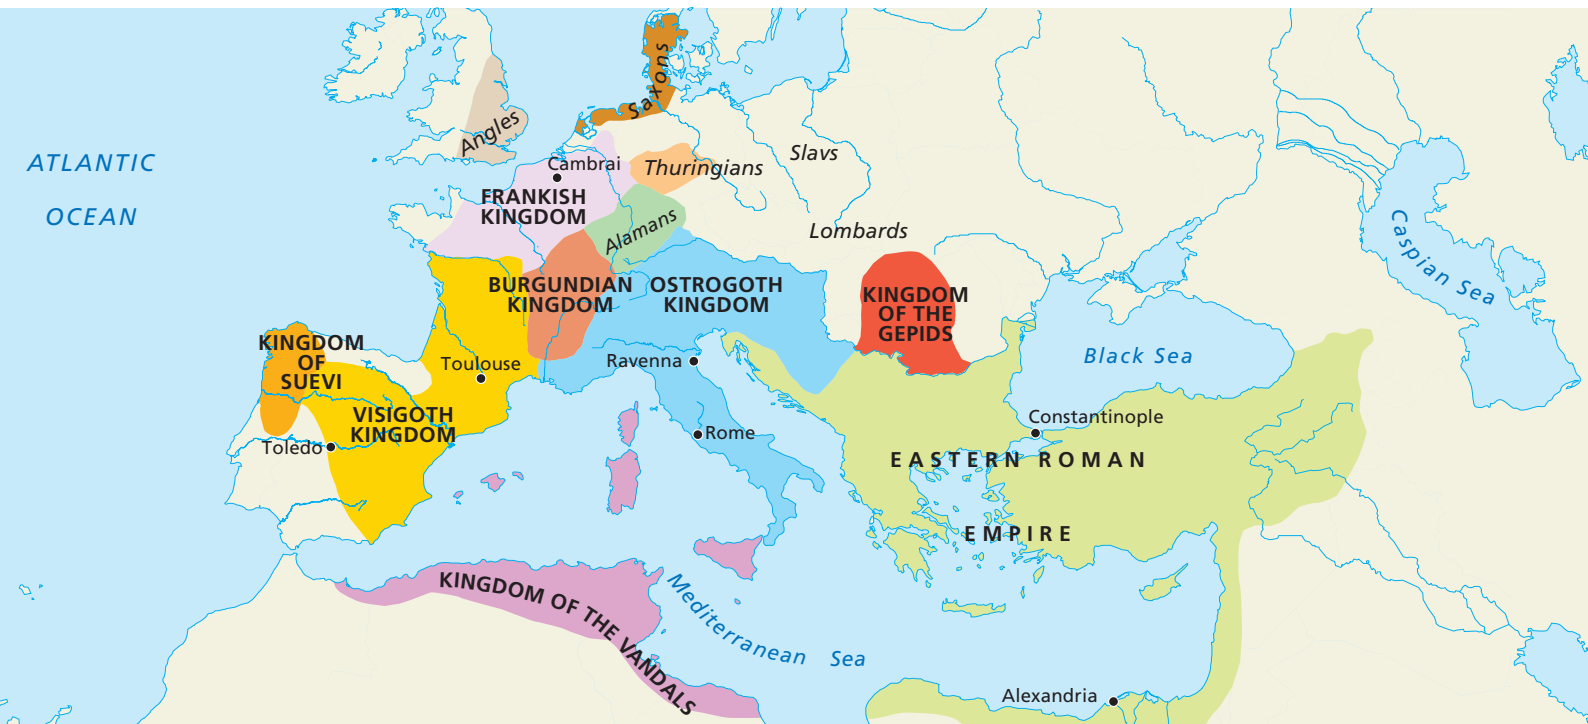 Saxons
Angles
ATLANTIC
OCEAN
Cambrai
Thuringians
Slavs
FRANKISH
KINGDOM
Alamans
Lombards
Caspian Sea
BURGUNDIAN
KINGDOM
OSTROGOTH
KINGDOM
KINGDOM
OF THE
GEPIDS
KINGDOM
OF
SUEVI
Toulouse
Ravenna
Black Sea
VISIGOTH
KINGDOM
Toledo
Rome
Constantinople
EASTERN ROMAN
EMPIRE
KINGDOM OF THE VANDALS
Mediterranean Sea
Alexandria